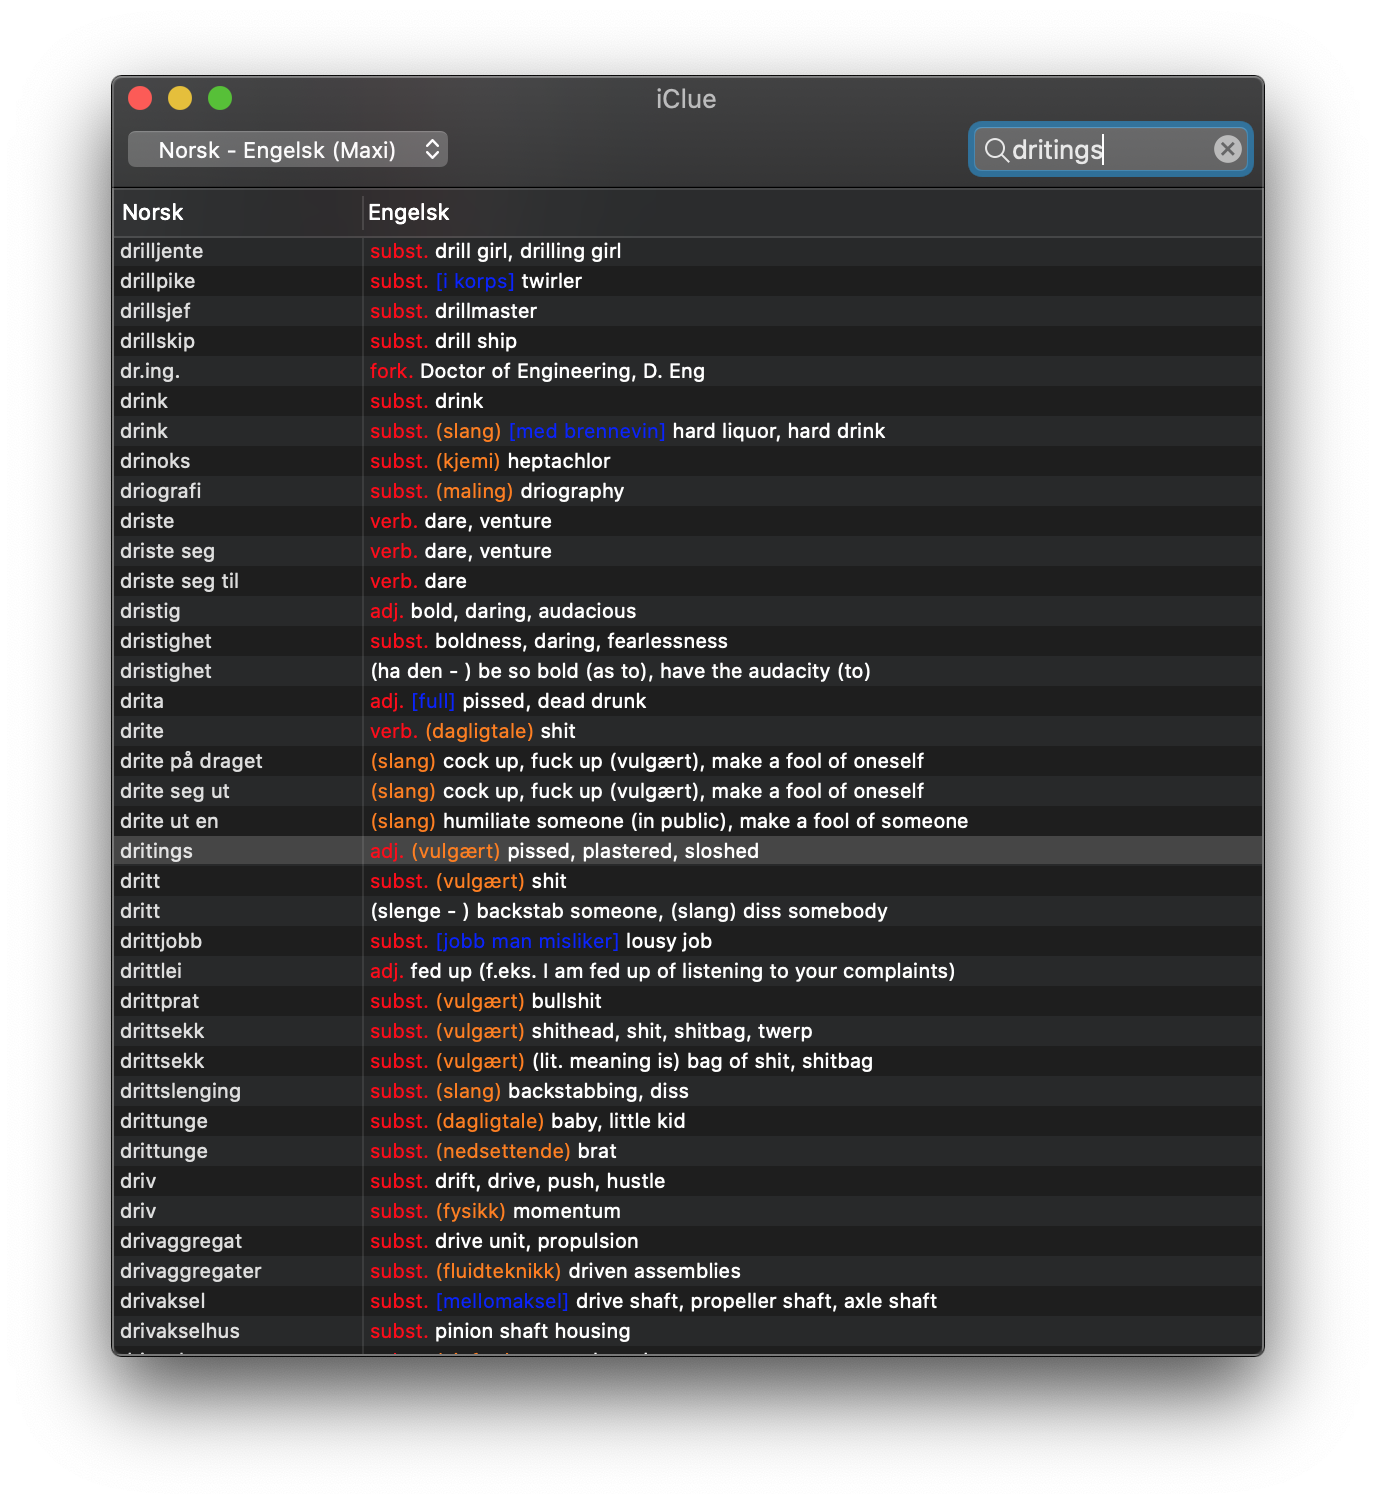 iClue
Norsk - Engelsk (Maxi)
dritings
Norsk Engelsk
drilljente subst. drill girl, drilling girl
drillpike subst. [i korps] twirler
drillsjef subst. drillmaster
drillskip subst. drill ship
dr.ing. fork. Doctor of Engineering, D. Eng
drink subst. drink
drink subst. (slang) [med brennevin] hard liquor, hard drink
drinoks subst. (kjemi) heptachlor
driografi subst. (maling) driography
driste verb. dare, venture
driste seg verb. dare, venture
driste seg til verb. dare
dristig adj. bold, daring, audacious
dristighet subst. boldness, daring, fearlessness
dristighet (ha den - ) be so bold (as to), have the audacity (to)
drita adj. [full] pissed, dead drunk
drite verb. (dagligtale) shit
drite på draget (slang) cock up, fuck up (vulgært), make a fool of oneself
drite seg ut (slang) cock up, fuck up (vulgært), make a fool of oneself
drite ut en (slang) humiliate someone (in public), make a fool of someone
dritings adj. (vulgært) pissed, plastered, sloshed
dritt subst. (vulgært) shit
dritt (slenge - ) backstab someone, (slang) diss somebody
drittjobb subst. [jobb man misliker] lousy job
drittlei adj. fed up (f.eks. I am fed up of listening to your complaints)
drittprat subst. (vulgært) bullshit
drittsekk subst. (vulgært) shithead, shit, shitbag, twerp
drittsekk subst. (vulgært) (lit. meaning is) bag of shit, shitbag
drittslenging subst. (slang) backstabbing, diss
drittunge subst. (dagligtale) baby, little kid
drittunge subst. (nedsettende) brat
driv subst. drift, drive, push, hustle
driv subst. (fysikk) momentum
drivaggregat subst. drive unit, propulsion
drivaggregater subst. (fluidteknikk) driven assemblies
drivaksel subst. [mellomaksel] drive shaft, propeller shaft, axle shaft
drivakselhus subst. pinion shaft housing